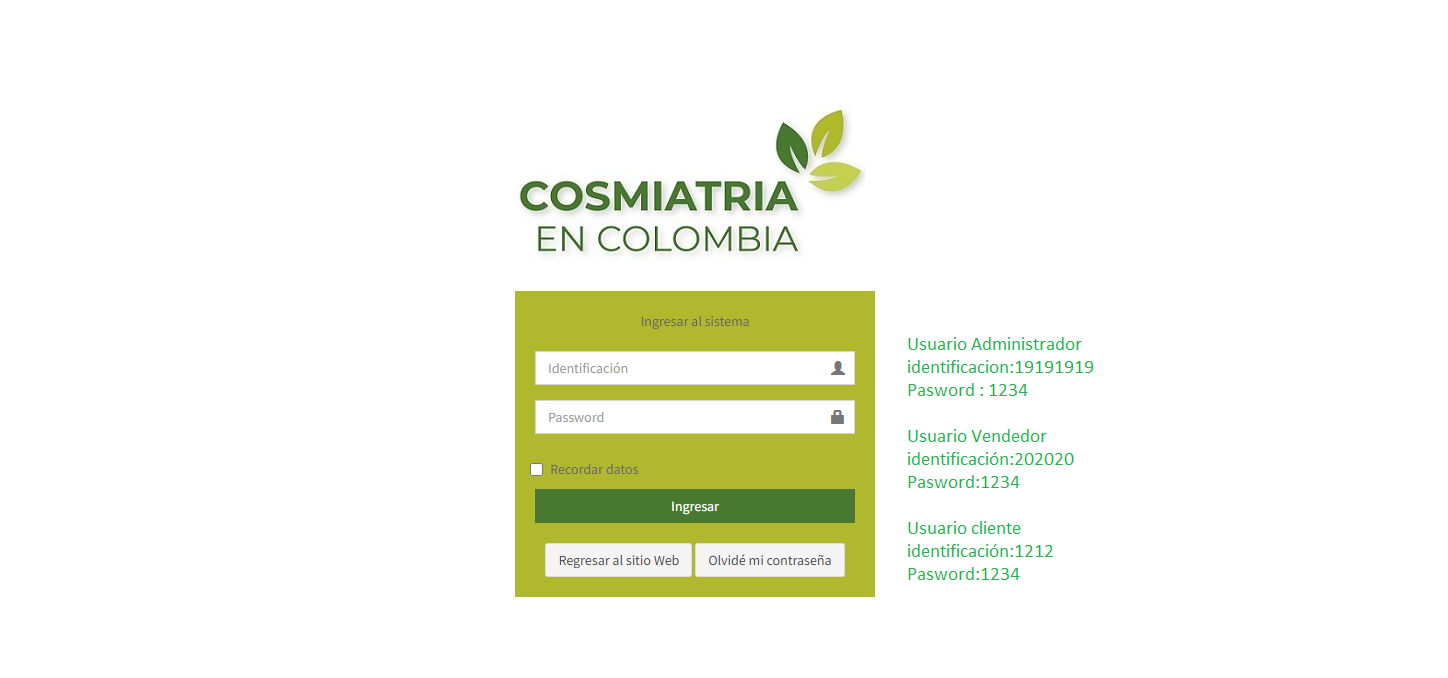 COSMIATRIA
EN COLOMBIA
Ingresar al sistema
Identificación
Password
Recordar datos
Ingresar
Regresar al sitio Web
Olvidé mi contraseña
Usuario Administrador
identificacion:19191919
Pasword : 1234
Usuario Vendedor
identificación:202020
Pasword:1234
Usuario cliente
identificación:1212
Pasword:1234